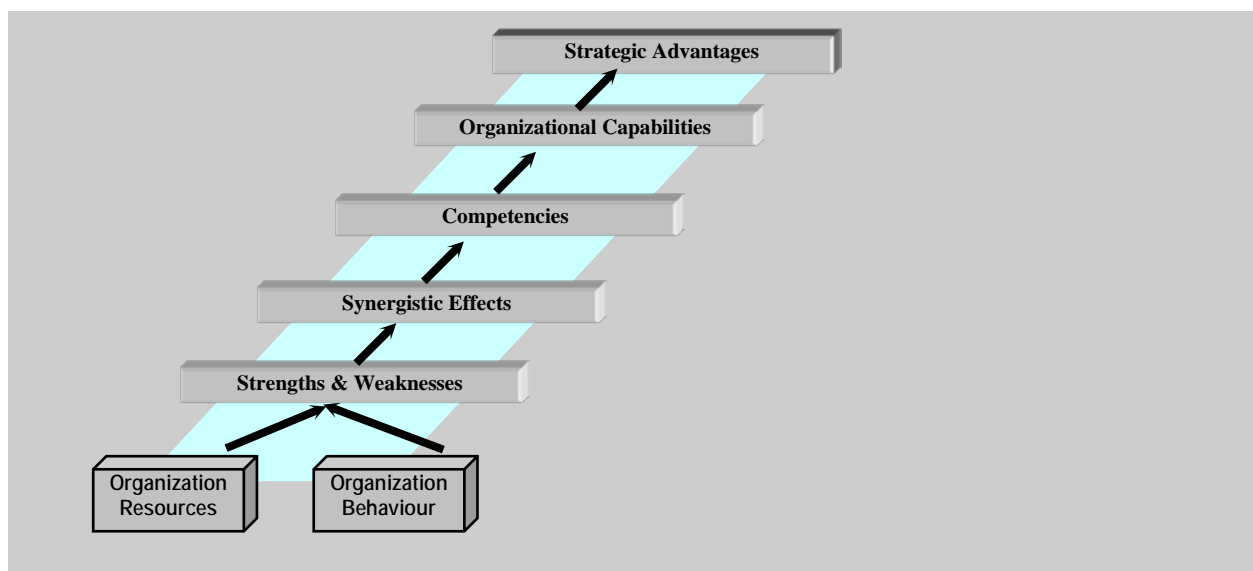 Strategic Advantages
Organizational Capabilities
Competencies
Synergistic Effects
Strengths & Weaknesses
Organization
Resources
Organization
Behaviour